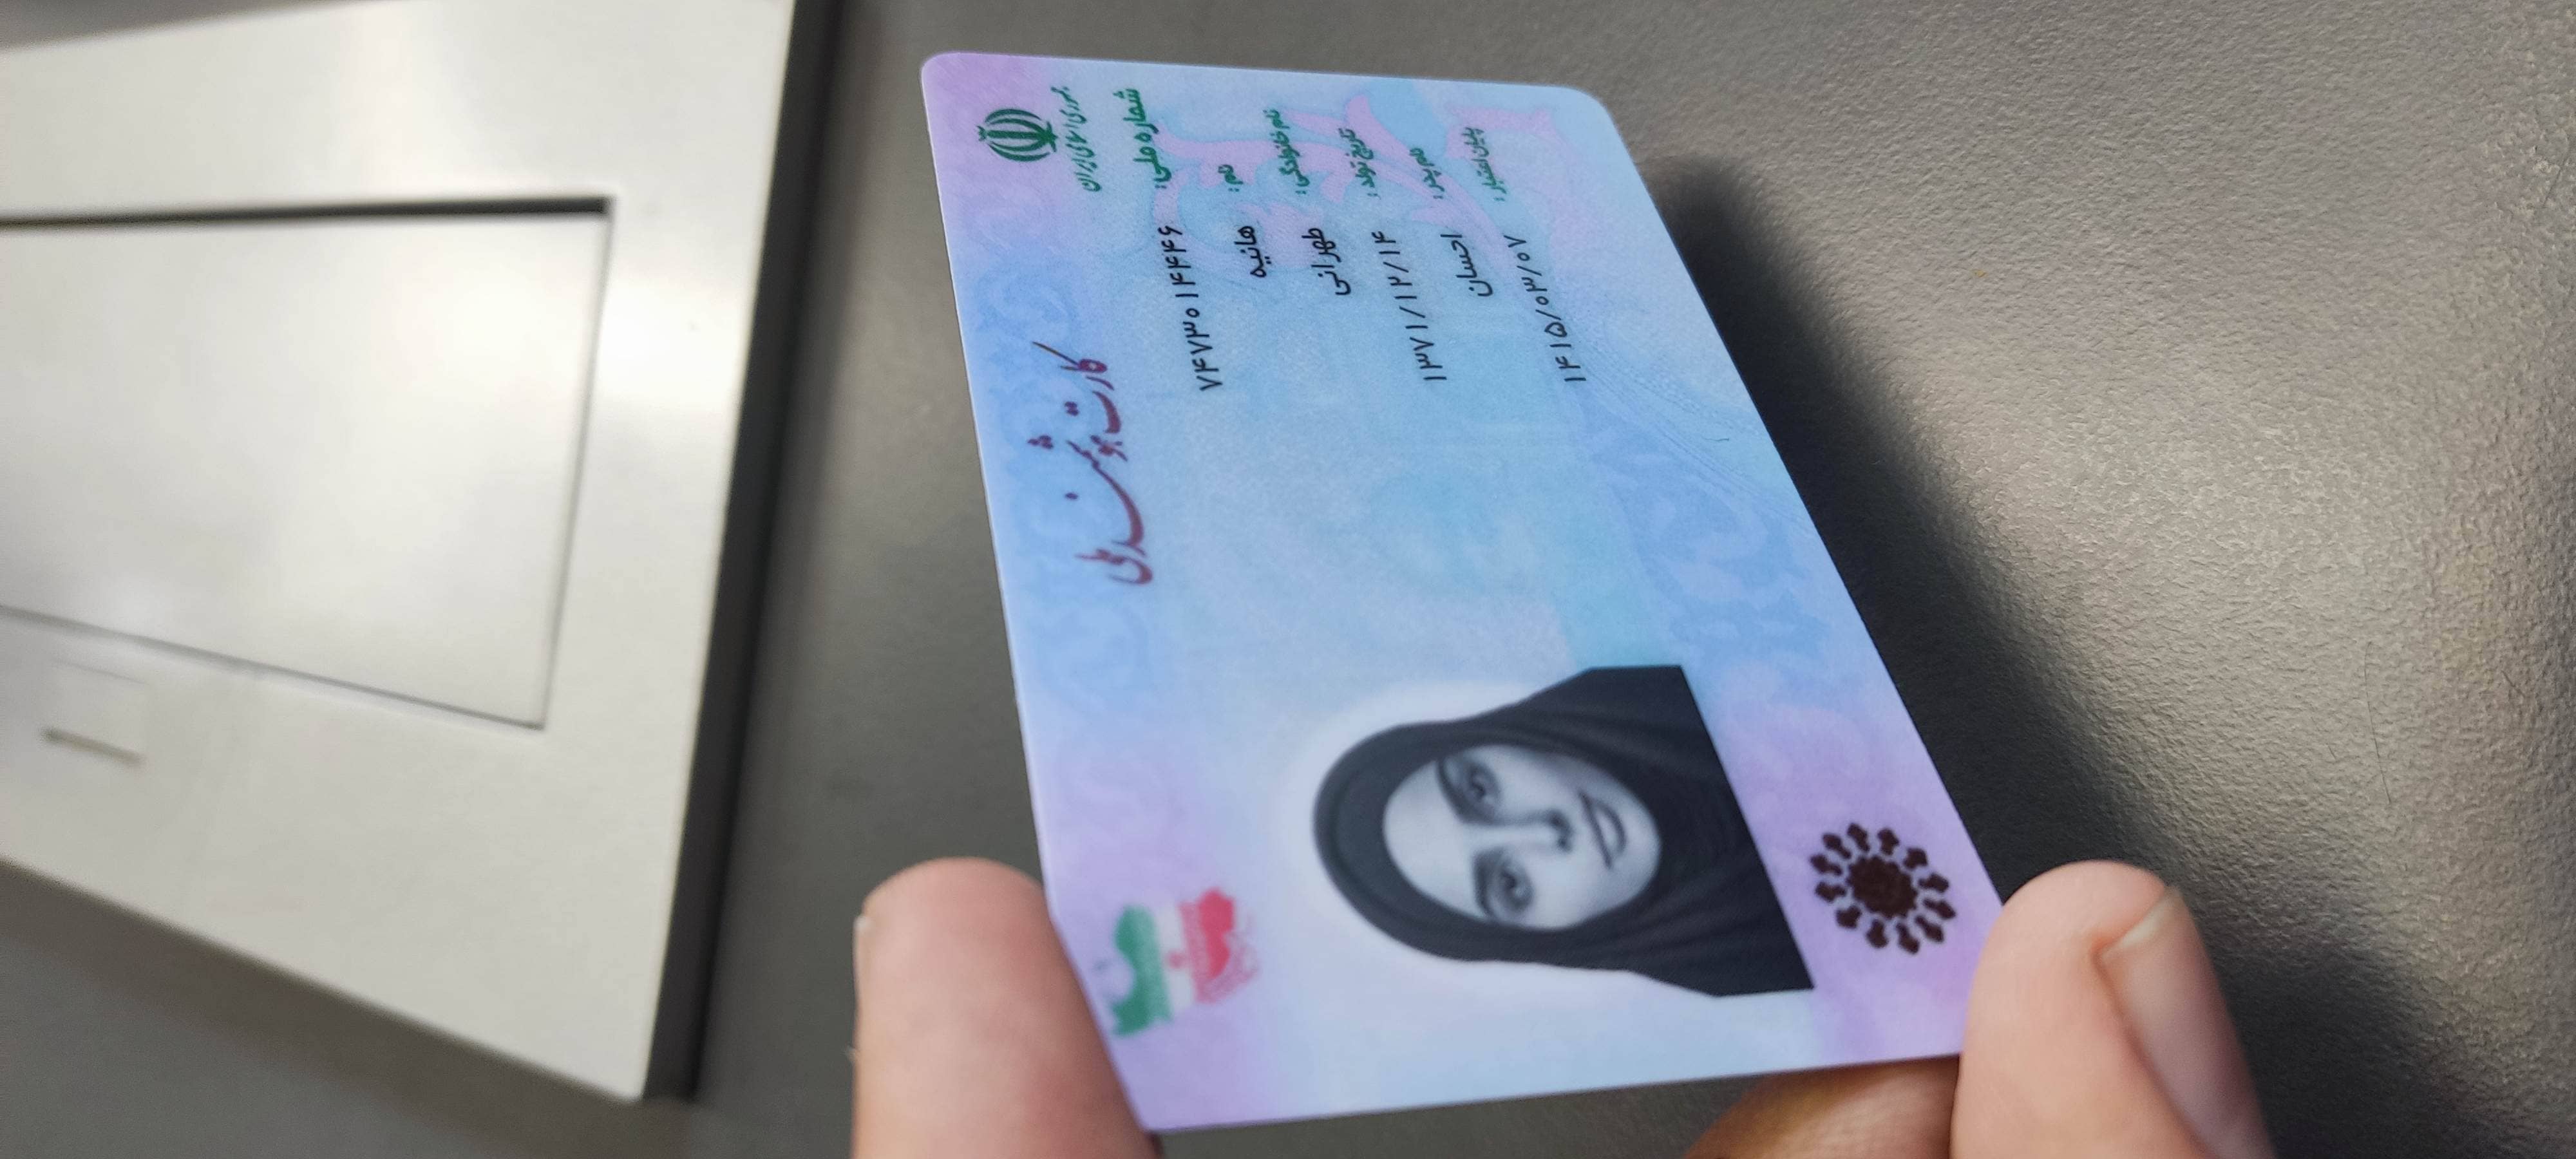 جمهوری اسلامی ایران
کارت هوشمند ملی
شماره ملی: ۷۴۷۳۰۱۴۴۴۶
نام: هانیه
نام خانوادگی: طهرانی
تاریخ تولد: ۱۳۷۱/۱۲/۱۴
نام پدر: احسان
پایان اعتبار: ۱۴۱۵/۰۳/۰۷